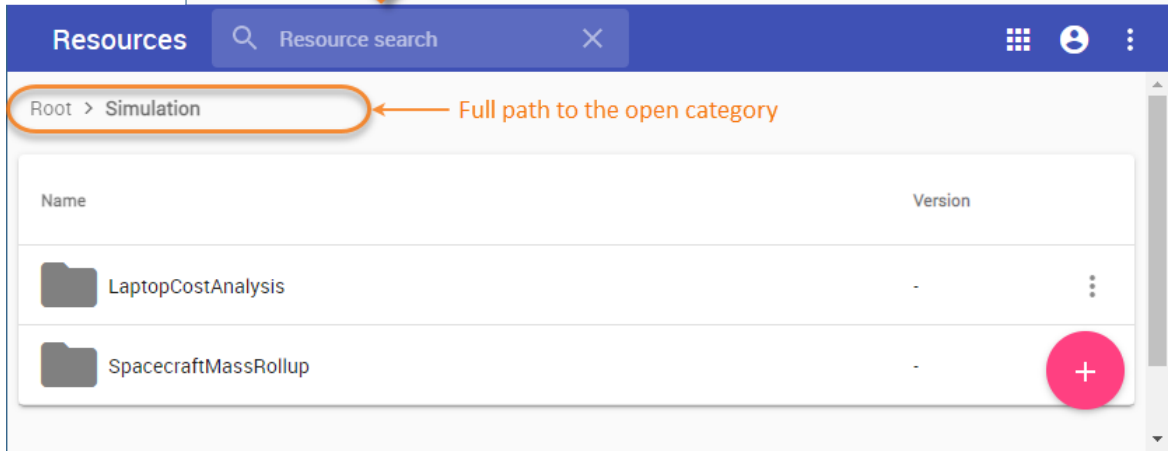 Resources Resource search
Root > Simulation Full path to the open category
Name Version
LaptopCostAnalysis -
SpacecraftMassRollup -